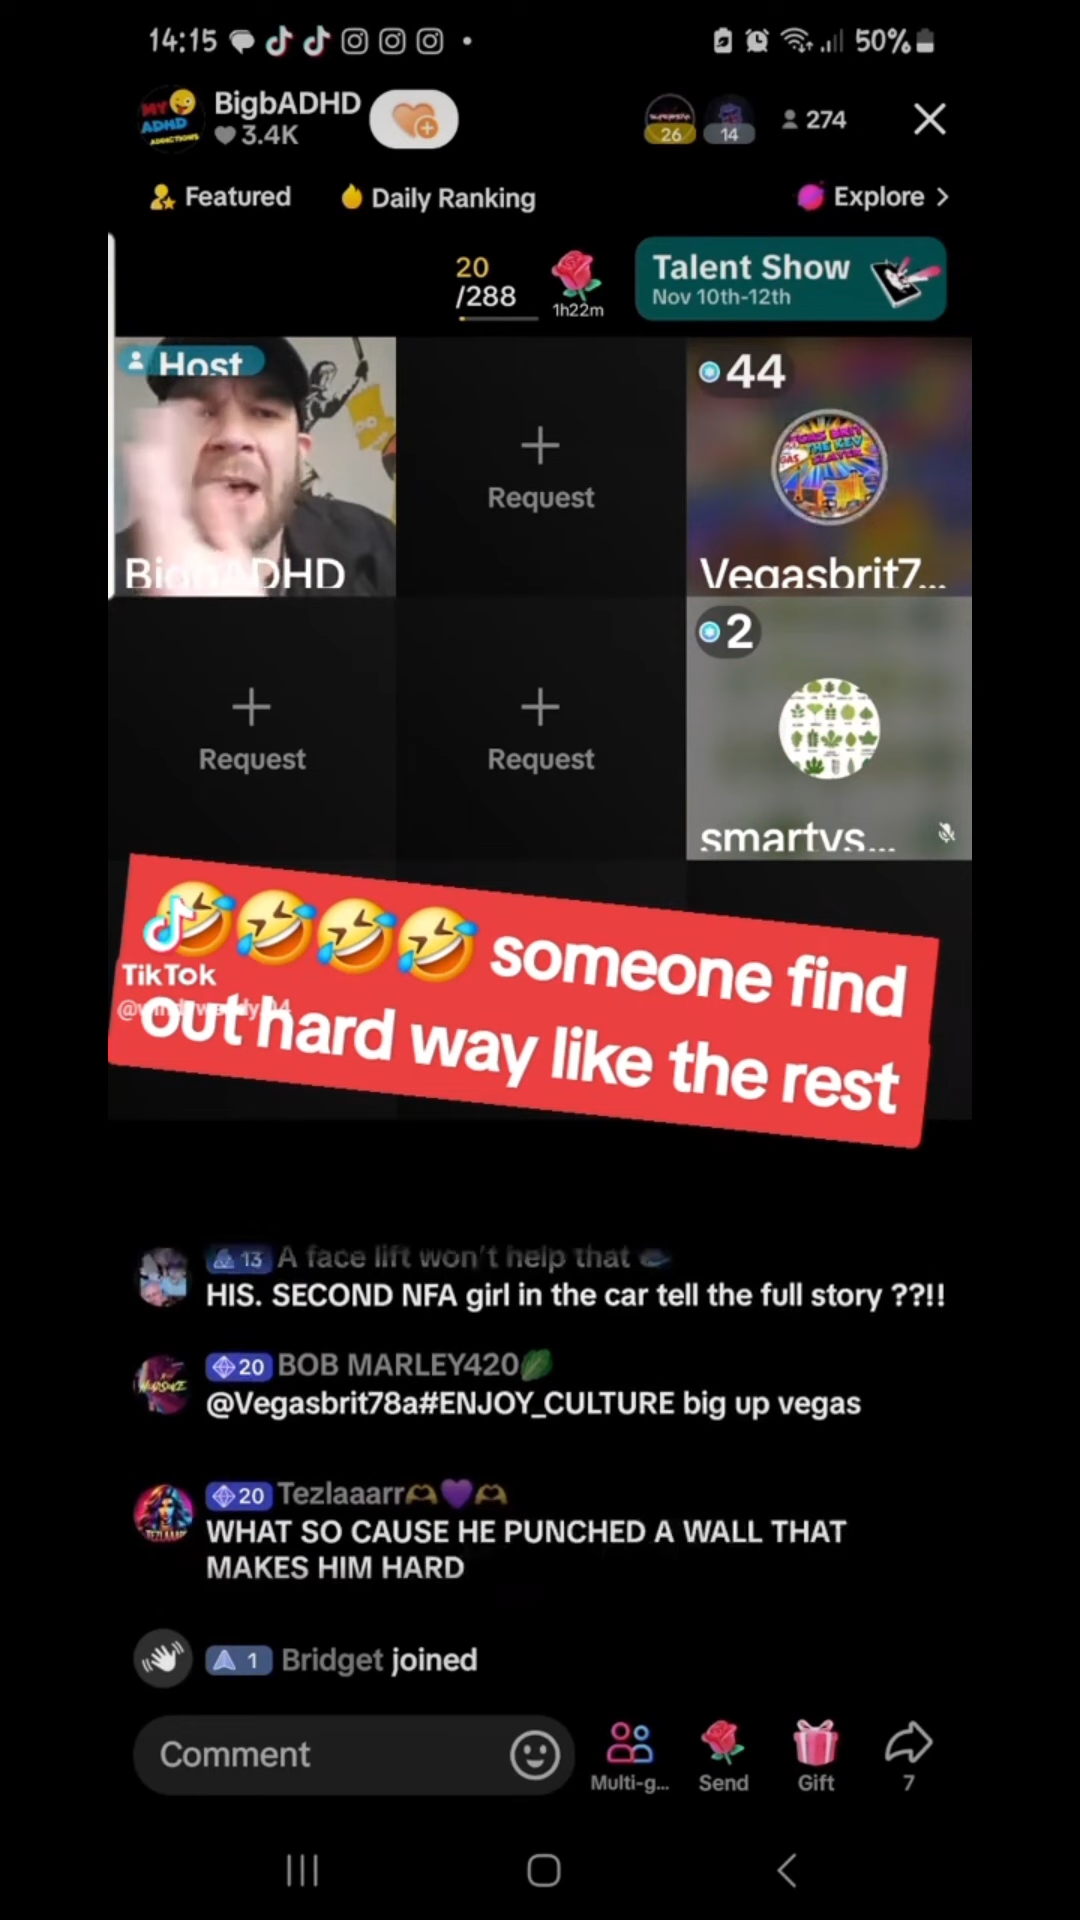 14:15
50%
MY ADHD ADDICTIONS
BigbADHD
3.4K
26
14
274
Featured
Daily Ranking
Explore >
20
/288
1h22m
Talent Show
Nov 10th-12th
Host
44
Request
BigbADHD
Vegasbrit7...
2
Request
Request
smartys...
🤣🤣🤣🤣 someone find
out hard way like the rest
TikTok
13 A face lift won't help that
HIS. SECOND NFA girl in the car tell the full story ??!!
20 BOB MARLEY420🌿
@Vegasbrit78a#ENJOY_CULTURE big up vegas
20 Tezlaaarr🫶💜🫶
WHAT SO CAUSE HE PUNCHED A WALL THAT
MAKES HIM HARD
1 Bridget joined
Comment
Multi-g...
Send
Gift
7